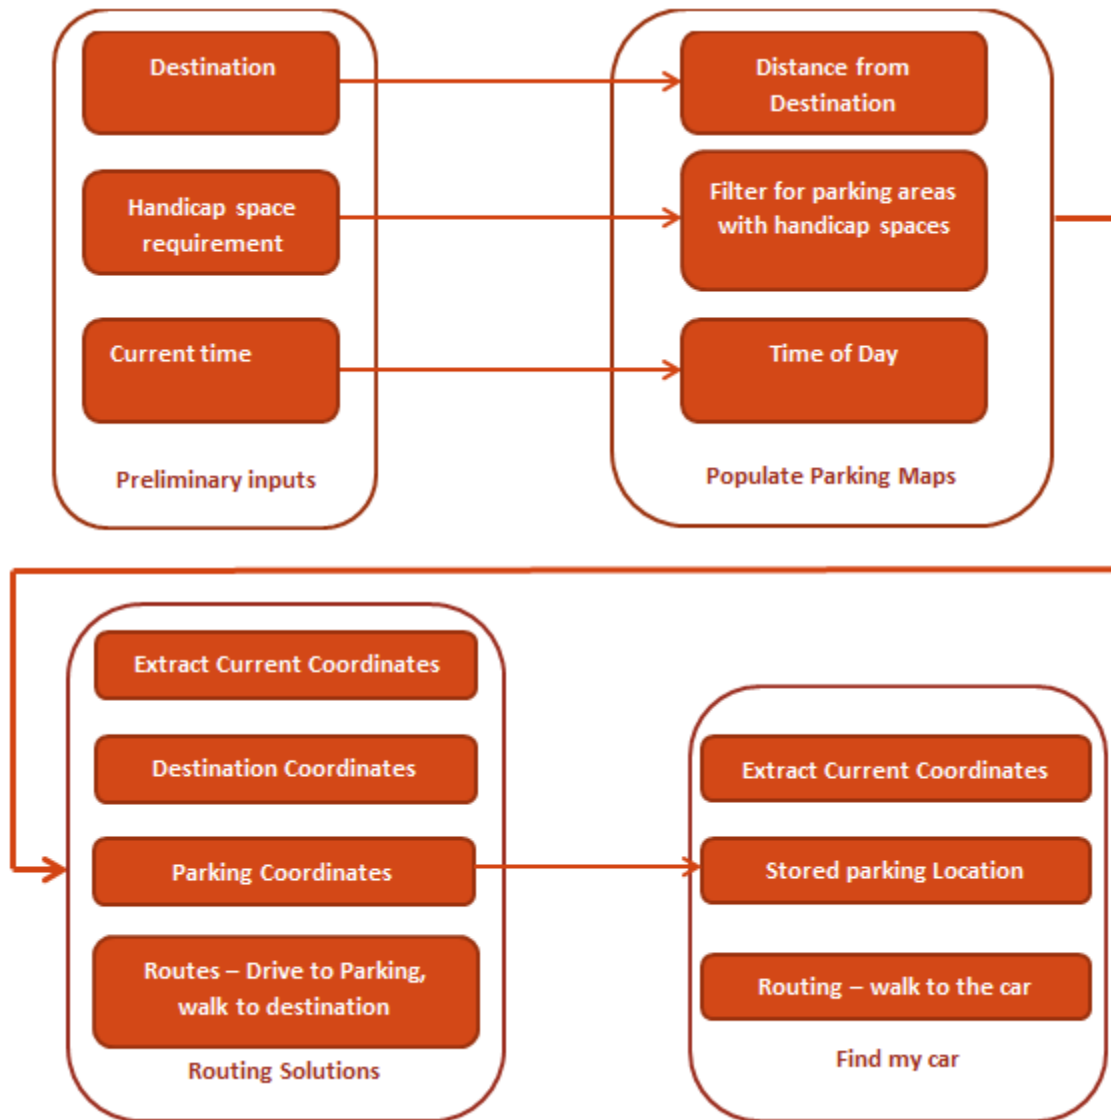 Destination
Handicap space
requirement
Current time
Preliminary inputs
Distance from
Destination
Filter for parking areas
with handicap spaces
Time of Day
Populate Parking Maps
Extract Current Coordinates
Destination Coordinates
Parking Coordinates
Routes – Drive to Parking,
walk to destination
Routing Solutions
Extract Current Coordinates
Stored parking Location
Routing – walk to the car
Find my car